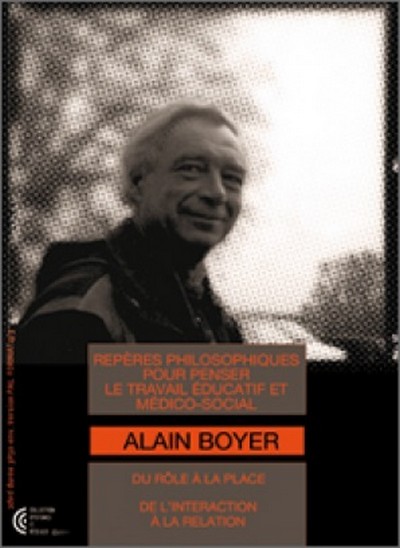 REPÈRES PHILOSOPHIQUES
POUR PENSER
LE TRAVAIL ÉDUCATIF ET
MÉDICO-SOCIAL
ALAIN BOYER
DU RÔLE À LA PLACE
DE L'INTERACTION
À LA RELATION
COLLECTION